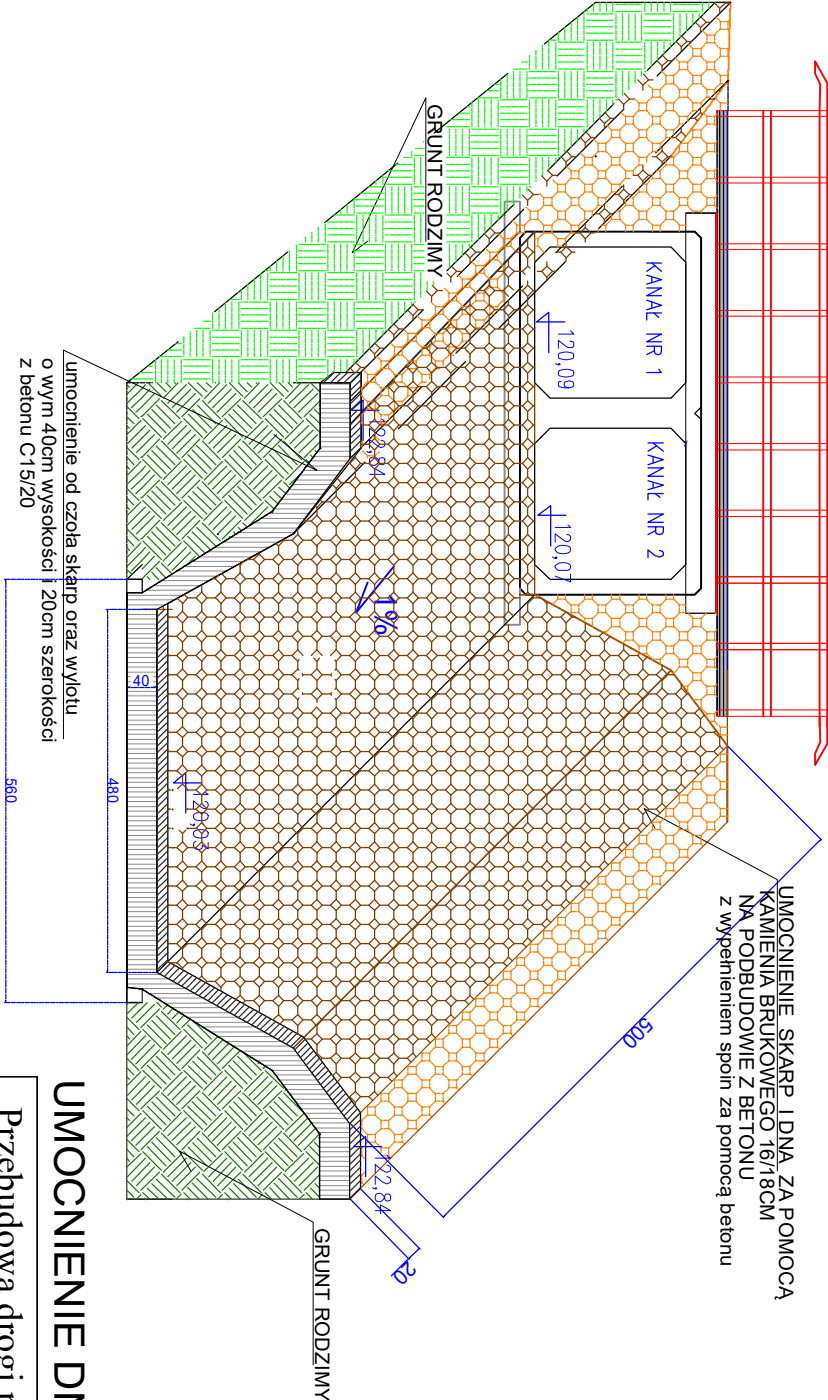 UMOCNIENIE SKARP I DNA ZA POMOCĄ
KAMIENIA BRUKOWEGO 16/18CM
NA PODBUDOWIE Z BETONU
z wypełnieniem spoin za pomocą betonu
KANAŁ NR 1
KANAŁ NR 2
120,09
120,07
GRUNT RODZIMY
122,84
1%
500
120,03
122,84
20
40
480
560
umocnienie od czoła skarp oraz wylotu
o wym 40cm wysokości i 20cm szerokości
z betonu C15/20
GRUNT RODZIMY
UMOCNIENIE
Przebudowa drogi